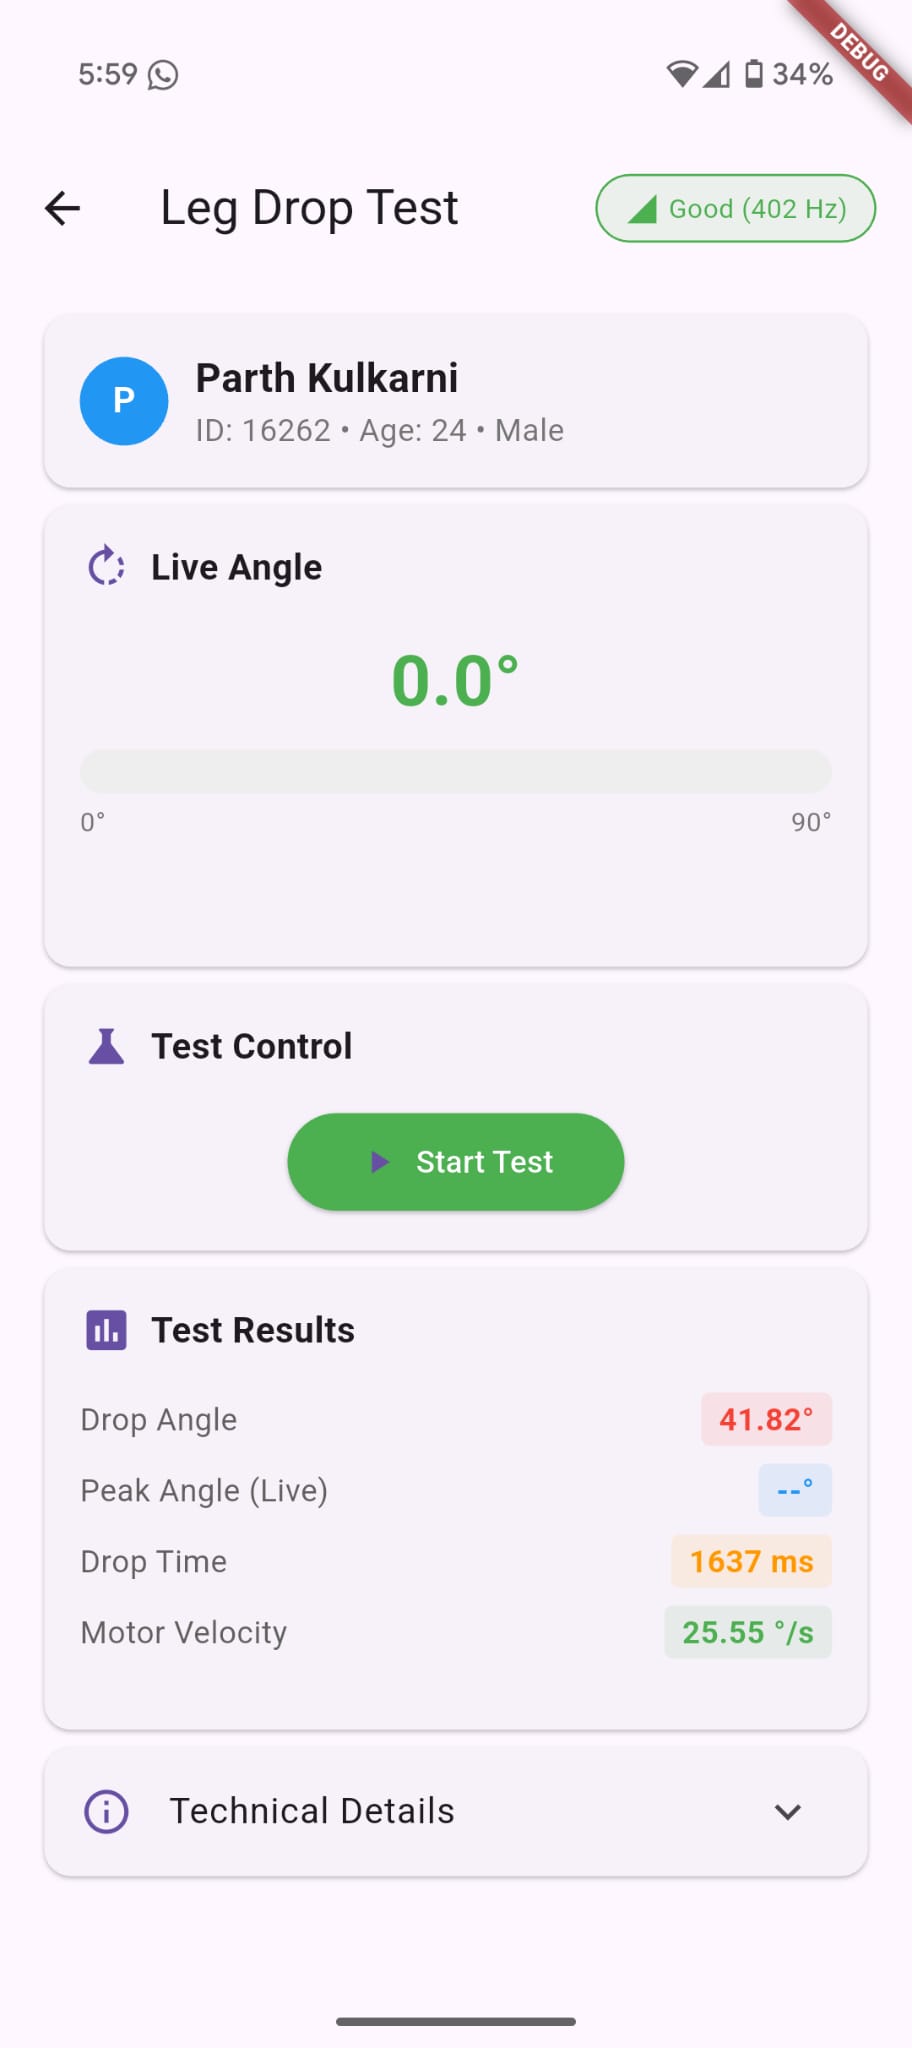 5:59
34%
DEBUG
Leg Drop Test
Good (402 Hz)
P
Parth Kulkarni
ID: 16262 • Age: 24 • Male
Live Angle
0.0°
0° 90°
Test Control
Start Test
Test Results
Drop Angle 41.82°
Peak Angle (Live) --°
Drop Time 1637 ms
Motor Velocity 25.55 °/s
Technical Details